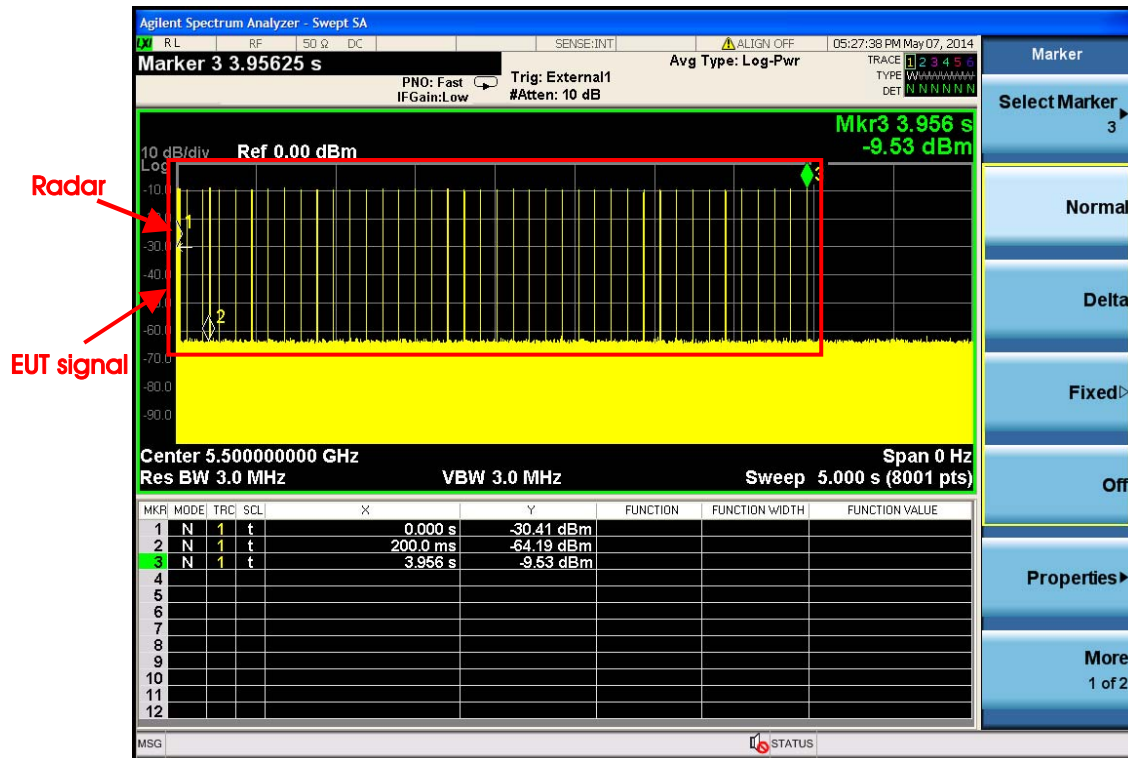 Agilent Spectrum Analyzer - Swept SA
LXI RL RF 50 Ω DC SENSE:INT ALIGN OFF 05:27:38 PM May 07, 2014
Marker 3 3.95625 s
PNO: Fast
IFGain:Low
Trig: External1
#Atten: 10 dB
Avg Type: Log-Pwr
TRACE 1 2 3 4 5 6
TYPE W
DET N N N N N N
Mkr3 3.956 s
-9.53 dBm
10 dB/div Ref 0.00 dBm
Log
-10.0
-30.0
-40.0
-60.0
-70.0
-80.0
-90.0
1
2
3
Radar
EUT signal
Center 5.500000000 GHz Span 0 Hz
Res BW 3.0 MHz VBW 3.0 MHz Sweep 5.000 s (8001 pts)
MKR MODE TRC SCL X Y FUNCTION FUNCTION WIDTH FUNCTION VALUE
1 N 1 t 0.000 s -30.41 dBm
2 N 1 t 200.0 ms -64.19 dBm
3 N 1 t 3.956 s -9.53 dBm
4
5
6
7
8
9
10
11
12
MSG STATUS
Marker
Select Marker
3
Normal
Delta
Fixed
Off
Properties
More
1 of 2